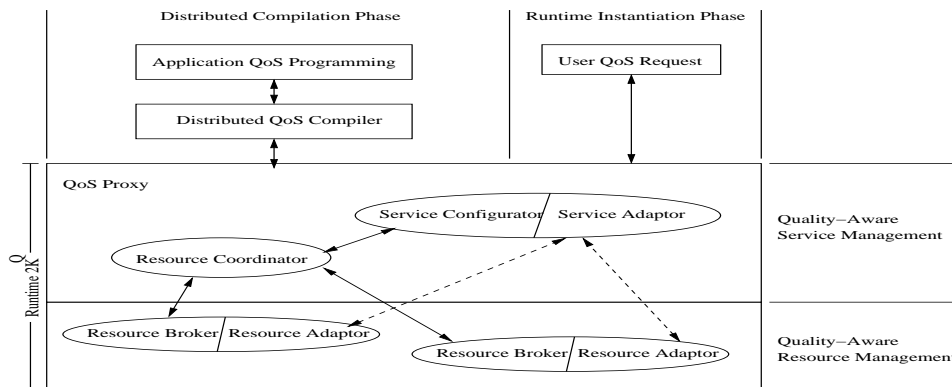 Distributed Compilation Phase
Runtime Instantiation Phase
Application QoS Programming
User QoS Request
Distributed QoS Compiler
QoS Proxy
Service Configurator
Service Adaptor
Quality-Aware
Service Management
Resource Coordinator
Q
Runtime 2K
Resource Broker
Resource Adaptor
Resource Broker
Resource Adaptor
Quality-Aware
Resource Management